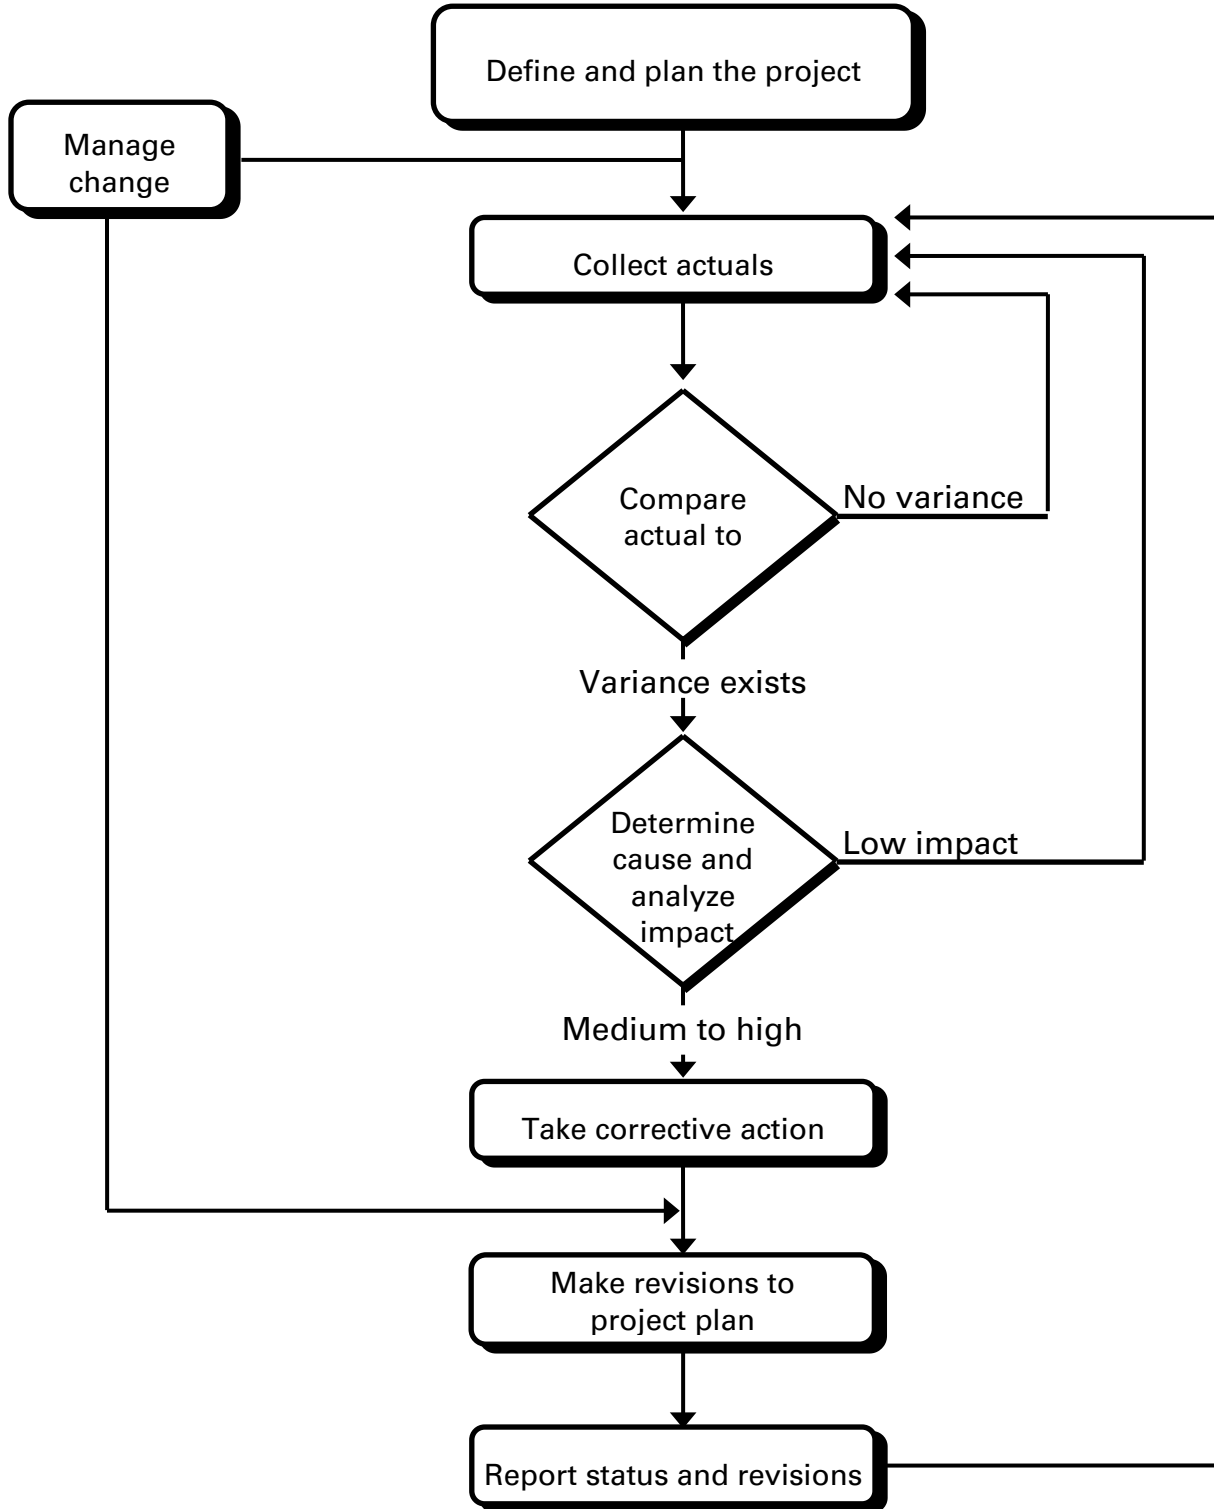 Define and plan the project
Manage
change
Collect actuals
Compare
actual to
No variance
Variance exists
Determine
cause and
analyze
impact
Low impact
Medium to high
Take corrective action
Make revisions to
project plan
Report status and revisions